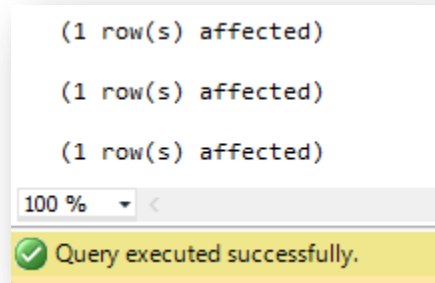 (1 row(s) affected)
(1 row(s) affected)
(1 row(s) affected)
100 %
Query executed successfully.